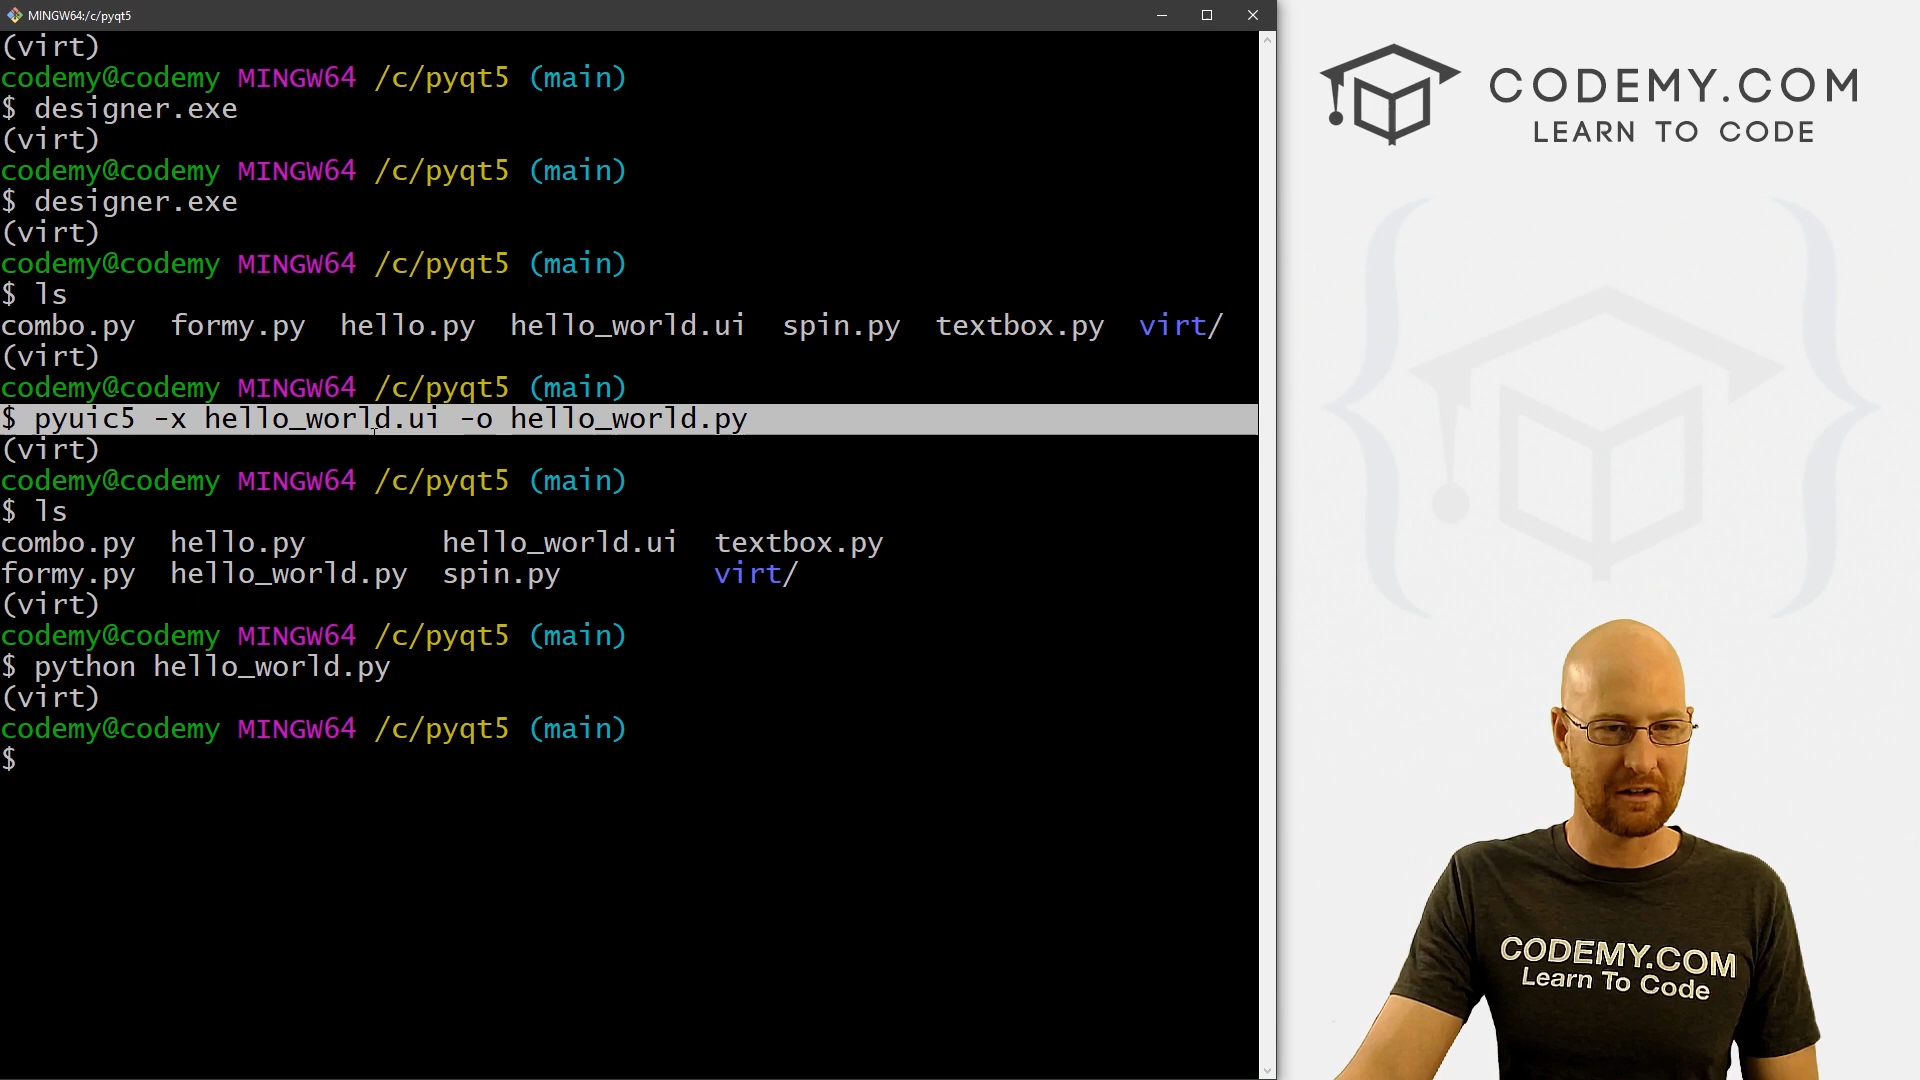 MINGW64:/c/pyqt5
(virt)
codemy@codemy MINGW64 /c/pyqt5 (main)
$ designer.exe
(virt)
codemy@codemy MINGW64 /c/pyqt5 (main)
$ designer.exe
(virt)
codemy@codemy MINGW64 /c/pyqt5 (main)
$ ls
combo.py formy.py hello.py hello_world.ui spin.py textbox.py virt/
(virt)
codemy@codemy MINGW64 /c/pyqt5 (main)
$ pyuic5 -x hello_world.ui -o hello_world.py
(virt)
codemy@codemy MINGW64 /c/pyqt5 (main)
$ ls
combo.py hello.py hello_world.ui textbox.py
formy.py hello_world.py spin.py virt/
(virt)
codemy@codemy MINGW64 /c/pyqt5 (main)
$ python hello_world.py
(virt)
codemy@codemy MINGW64 /c/pyqt5 (main)
$
CODEMY.COM
LEARN TO CODE
CODEMY.COM
Learn To Code